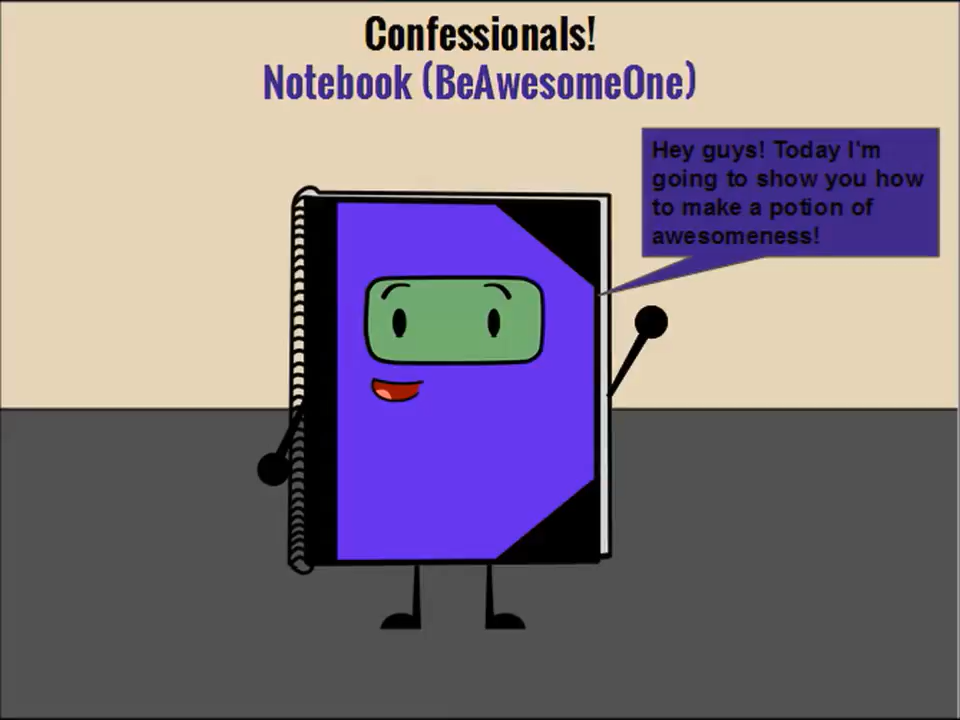 Confessionals!
Notebook (BeAwesomeOne)
Hey guys! Today I'm
going to show you how
to make a potion of
awesomeness!